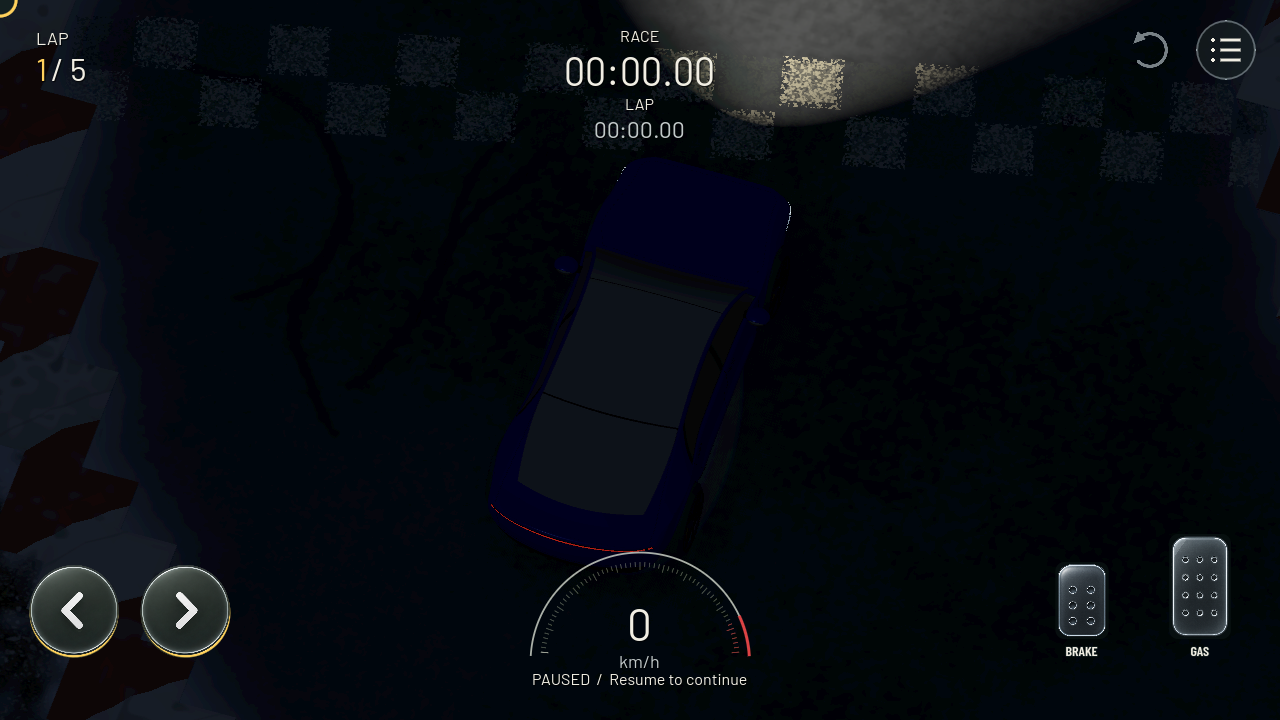 LAP
1 / 5
RACE
00:00.00
LAP
00:00.00
0
km/h
PAUSED / Resume to continue
BRAKE
GAS